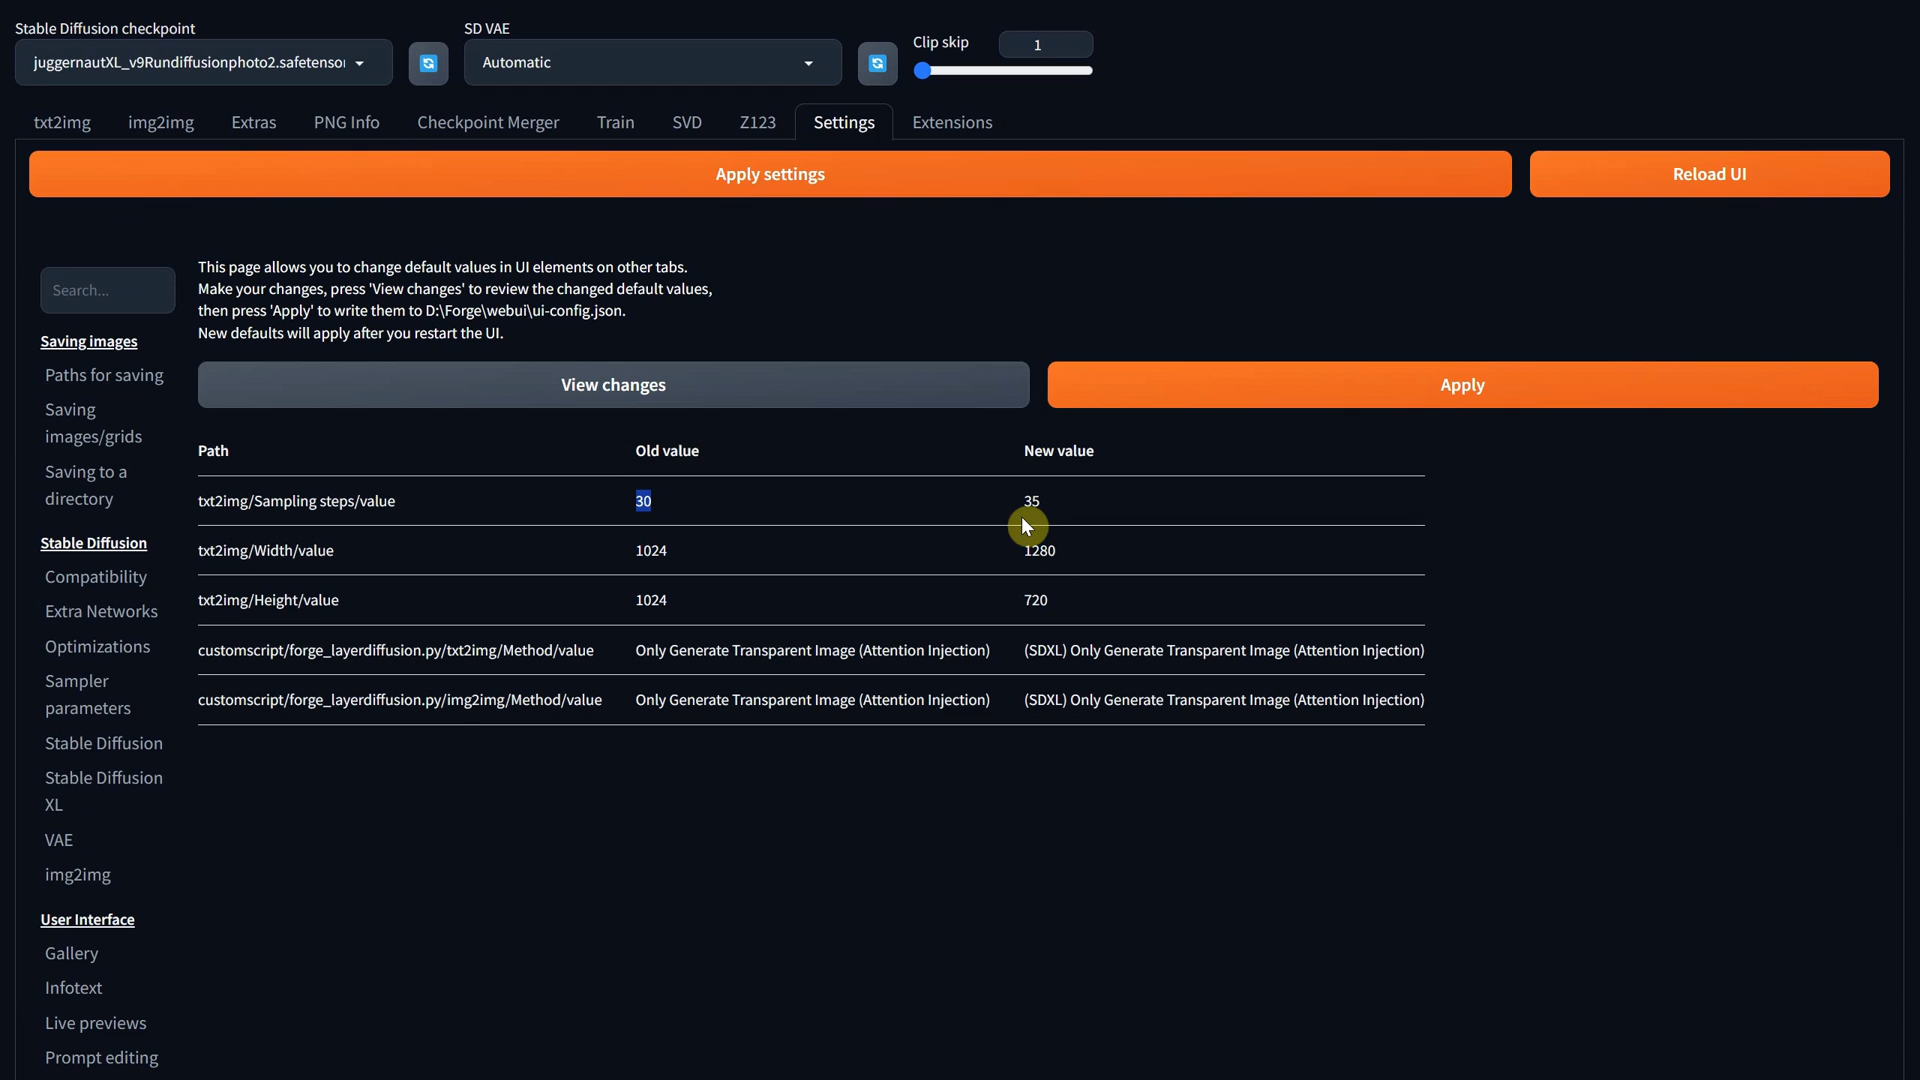 Stable Diffusion checkpoint
SD VAE
Clip skip
1
juggernautXL_v9Rundiffusionphoto2.safetensor
Automatic
txt2img
img2img
Extras
PNG Info
Checkpoint Merger
Train
SVD
Z123
Settings
Extensions
Apply settings
Reload UI
Search...
This page allows you to change default values in UI elements on other tabs.
Make your changes, press 'View changes' to review the changed default values,
then press 'Apply' to write them to D:\Forge\webui\ui-config.json.
New defaults will apply after you restart the UI.
View changes
Apply
Path Old value New value
txt2img/Sampling steps/value 30 35
txt2img/Width/value 1024 1280
txt2img/Height/value 1024 720
customscript/forge_layerdiffusion.py/txt2img/Method/value Only Generate Transparent Image (Attention Injection) (SDXL) Only Generate Transparent Image (Attention Injection)
customscript/forge_layerdiffusion.py/img2img/Method/value Only Generate Transparent Image (Attention Injection) (SDXL) Only Generate Transparent Image (Attention Injection)
Saving images
Paths for saving
Saving
images/grids
Saving to a
directory
Stable Diffusion
Compatibility
Extra Networks
Optimizations
Sampler
parameters
Stable Diffusion
Stable Diffusion
XL
VAE
img2img
User Interface
Gallery
Infotext
Live previews
Prompt editing